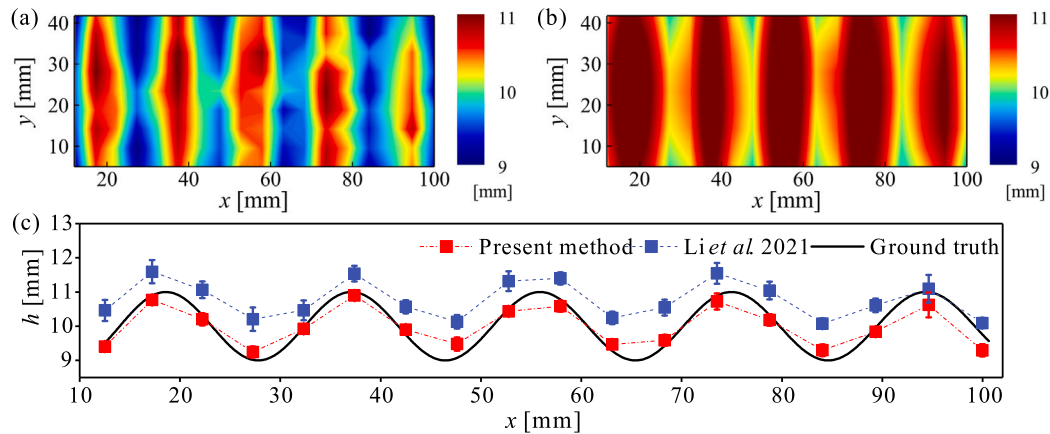 (a)
y [mm]
40
30
20
10
20 40 60 80 100
x [mm]
11
10
9
[mm]
(b)
y [mm]
40
30
20
10
20 40 60 80 100
x [mm]
11
10
9
[mm]
(c)
h [mm]
13
12
11
10
9
Present method Li et al. 2021 Ground truth
10 20 30 40 50 60 70 80 90 100
x [mm]